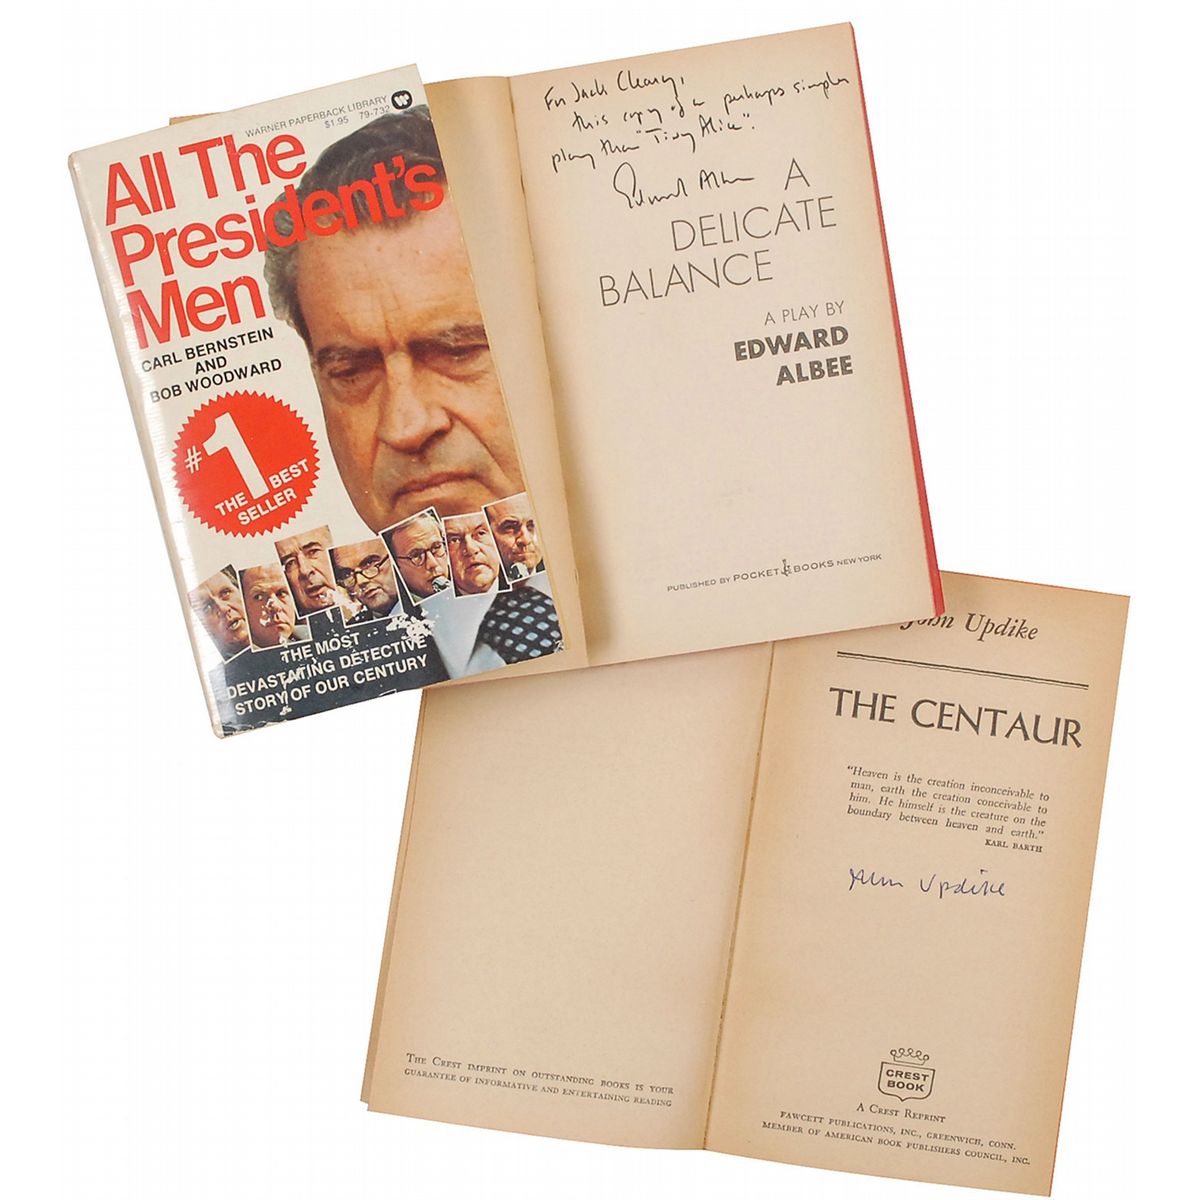 WARNER PAPERBACK LIBRARY
$1.95 79-732
All The
President's
Men
CARL BERNSTEIN
AND
BOB WOODWARD
#1
THE BEST
SELLER
THE MOST
DEVASTATING DETECTIVE
STORY OF OUR CENTURY
For Jack Cleary,
this copy of a perhaps simpler
play than "Tiny Alice".
Edward Albee
A
DELICATE
BALANCE
A PLAY BY
EDWARD
ALBEE
PUBLISHED BY POCKET BOOKS NEW YORK
John Updike
THE CENTAUR
"Heaven is the creation inconceivable to
man, earth the creation conceivable to
him. He himself is the creature on the
boundary between heaven and earth."
KARL BARTH
John Updike
THE CREST IMPRINT ON OUTSTANDING BOOKS IS YOUR
GUARANTEE OF INFORMATIVE AND ENTERTAINING READING
CREST
BOOK
A CREST REPRINT
FAWCETT PUBLICATIONS, INC., GREENWICH, CONN.
MEMBER OF AMERICAN BOOK PUBLISHERS COUNCIL, INC.